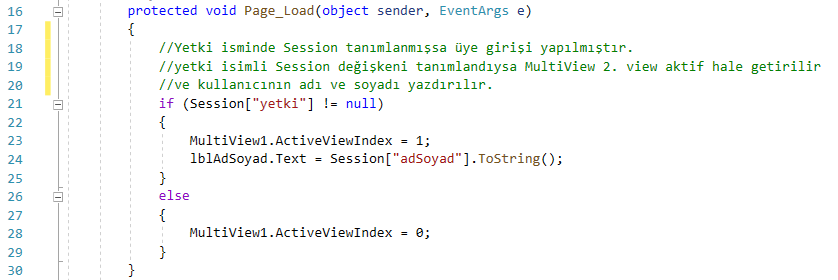 16 protected void Page_Load(object sender, EventArgs e)
17 {
18 //Yetki isminde Session tanımlanmışsa üye girişi yapılmıştır.
19 //yetki isimli Session değişkeni tanımlandıysa MultiView 2. view aktif hale getirilir
20 //ve kullanıcının adı ve soyadı yazdırılır.
21 if (Session["yetki"] != null)
22 {
23 MultiView1.ActiveViewIndex = 1;
24 lblAdSoyad.Text = Session["adSoyad"].ToString();
25 }
26 else
27 {
28 MultiView1.ActiveViewIndex = 0;
29 }
30 }